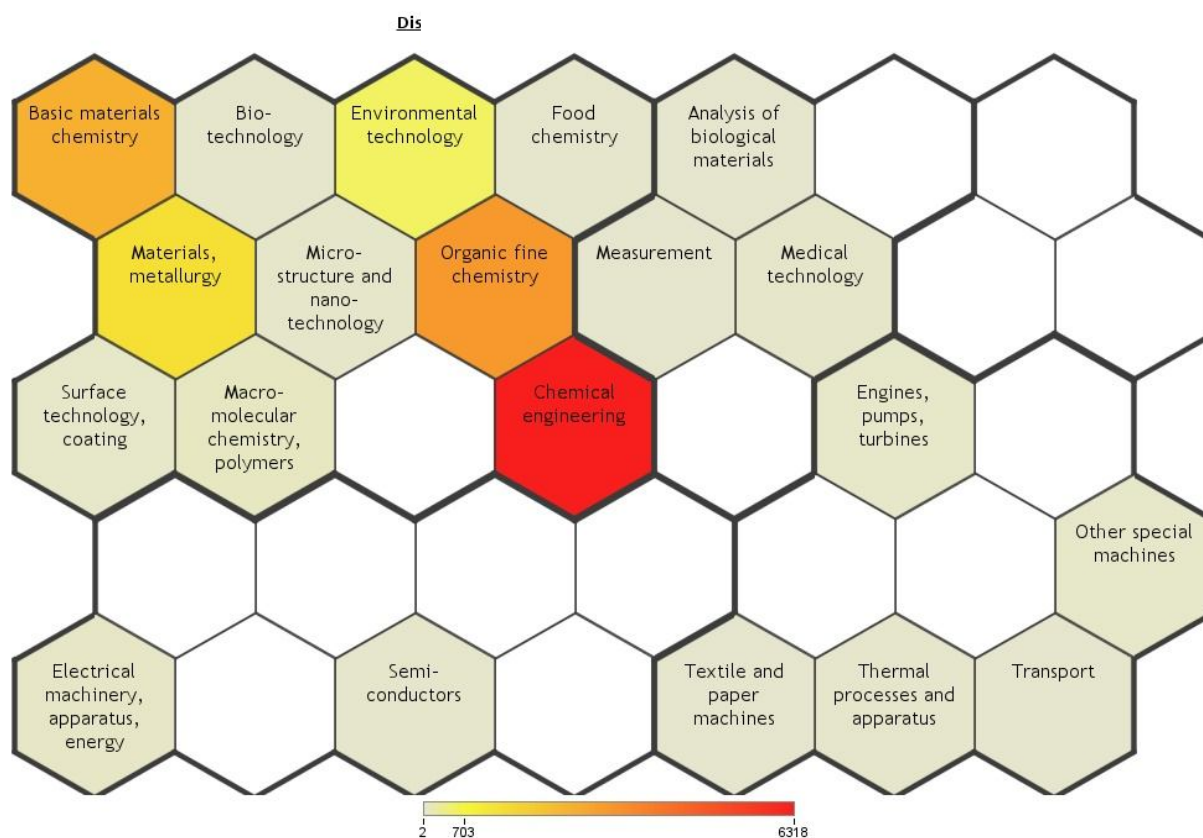 Dis
Basic materials
chemistry
Bio-
technology
Environmental
technology
Food
chemistry
Analysis of
biological
materials
Materials,
metallurgy
Micro-
structure and
nano-
technology
Organic fine
chemistry
Measurement
Medical
technology
Surface
technology,
coating
Macro-
molecular
chemistry,
polymers
Chemical
engineering
Engines,
pumps,
turbines
Other special
machines
Electrical
machinery,
apparatus,
energy
Semi-
conductors
Textile and
paper
machines
Thermal
processes and
apparatus
Transport
2 703 6318